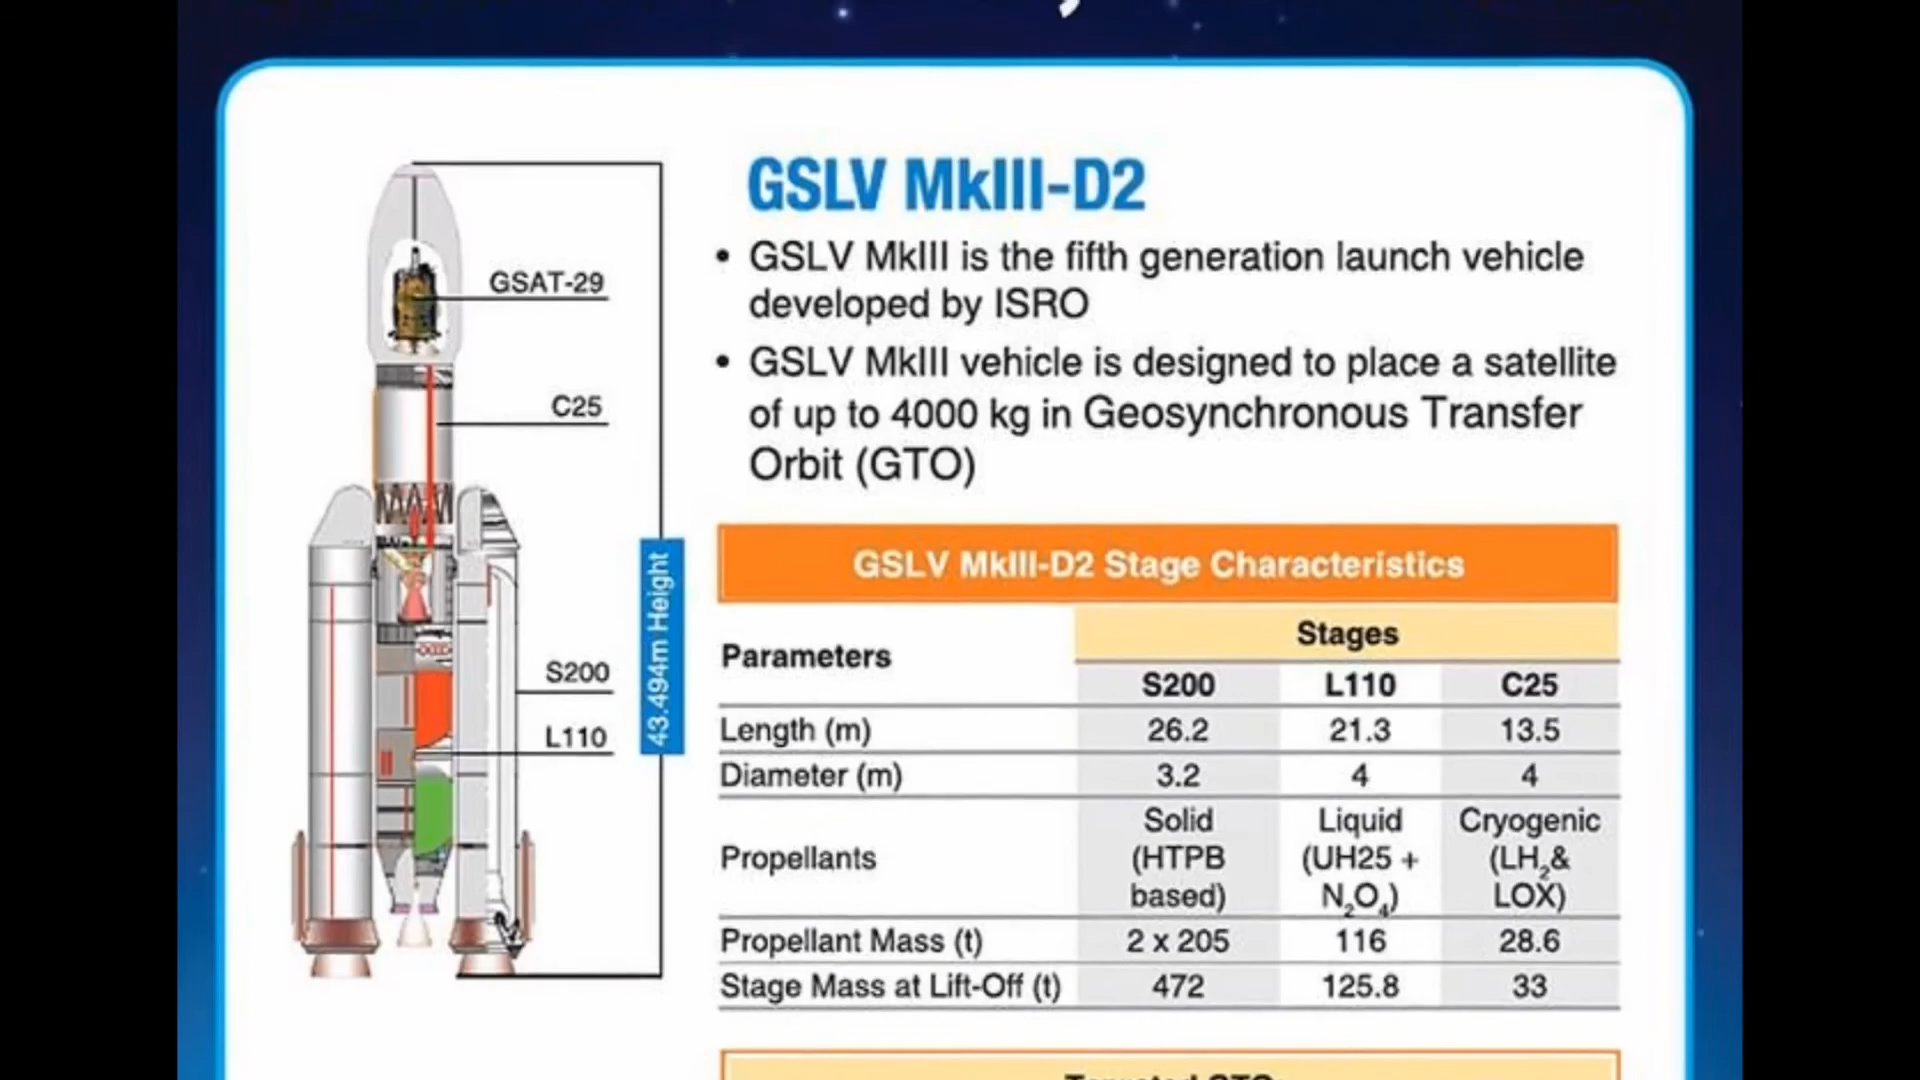 GSLV MkIII-D2
• GSLV MkIII is the fifth generation launch vehicle
developed by ISRO
• GSLV MkIII vehicle is designed to place a satellite
of up to 4000 kg in Geosynchronous Transfer
Orbit (GTO)
GSAT-29
C25
S200
L110
43.494m Height
GSLV MkIII-D2 Stage Characteristics
Parameters
Stages
S200 L110 C25
Length (m) 26.2 21.3 13.5
Diameter (m) 3.2 4 4
Propellants
Solid
(HTPB
based)
Liquid
(UH25 +
N₂O₄)
Cryogenic
(LH₂&
LOX)
Propellant Mass (t) 2 x 205 116 28.6
Stage Mass at Lift-Off (t) 472 125.8 33